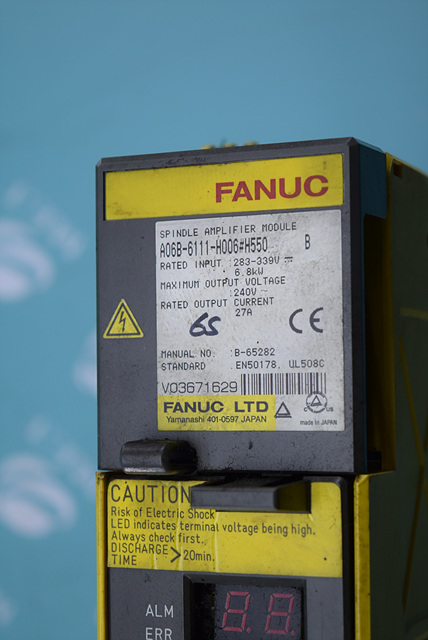 FANUC
SPINDLE AMPLIFIER MODULE
A06B-6111-H006#H550 B
RATED INPUT 283-339V
6.8kW
MAXIMUM OUTPUT VOLTAGE
240V~
RATED OUTPUT CURRENT
27A
6S CE
MANUAL NO. B-65282
STANDARD EN50178. UL508C
V03671629
FANUC LTD
Yamanashi 401-0597 JAPAN
C US
made in JAPAN
CAUTION
Risk of Electric Shock
LED indicates terminal voltage being high.
Always check first.
DISCHARGE TIME > 20min.
ALM
ERR
8.8